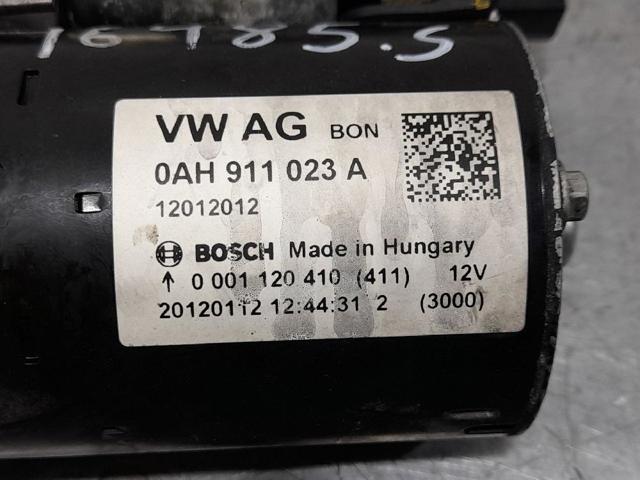 16785.S
VW AG BON
0AH 911 023 A
12012012
BOSCH Made in Hungary
↑ 0 001 120 410 (411) 12V
20120112 12:44:31 2 (3000)